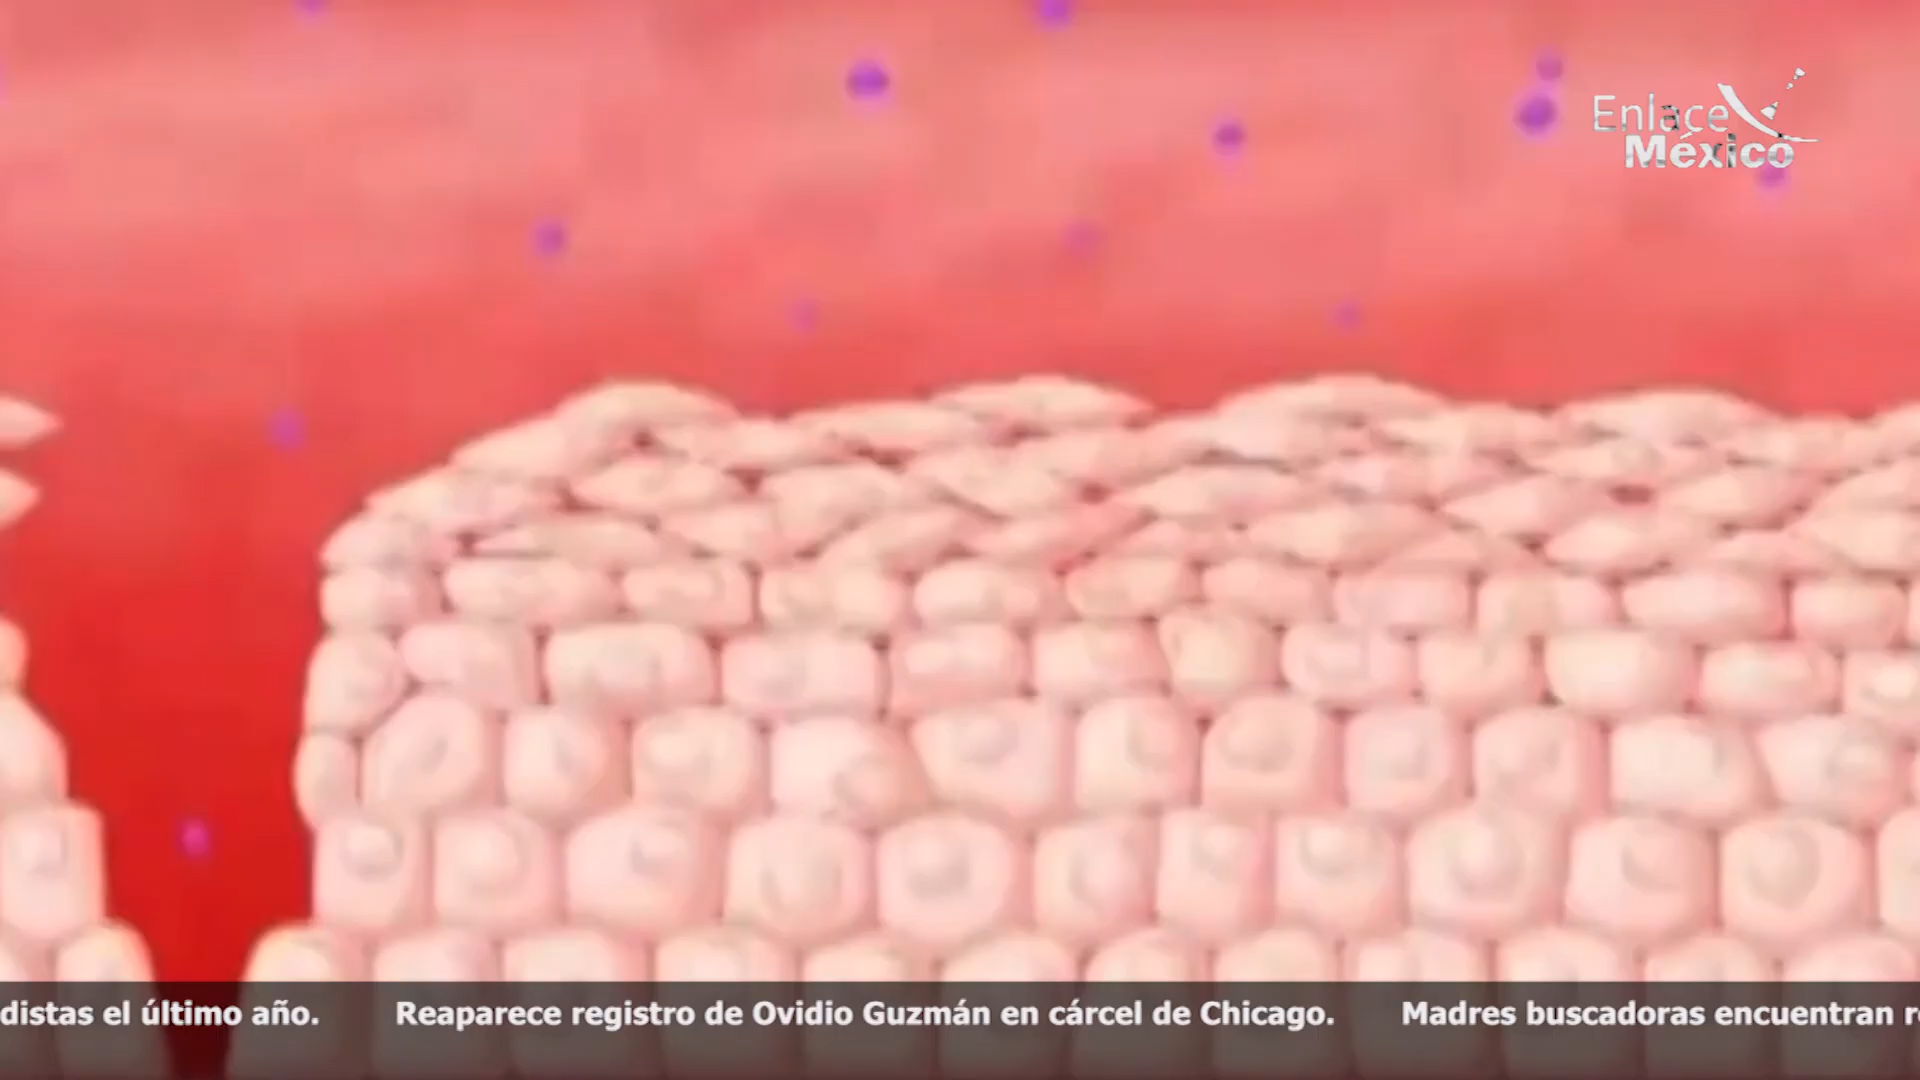 Enlace
México
distas el último año. Reaparece registro de Ovidio Guzmán en cárcel de Chicago. Madres buscadoras encuentran